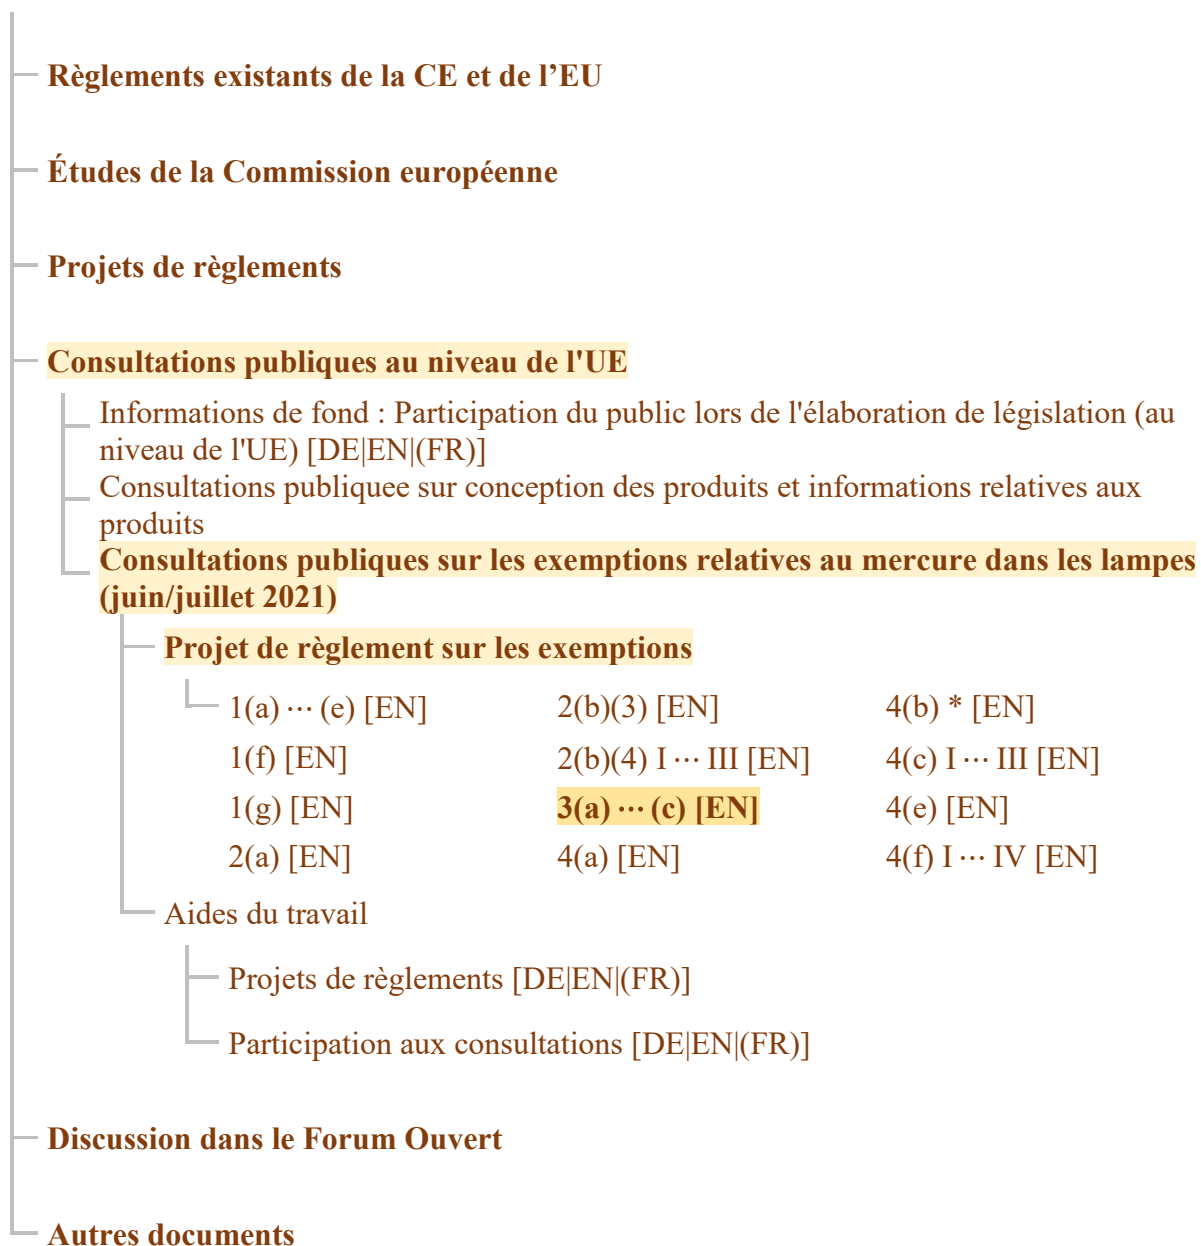 Règlements existants de la CE et de l’EU
Études de la Commission européenne
Projets de règlements
Consultations publiques au niveau de l'UE
Informations de fond : Participation du public lors de l'élaboration de législation (au
niveau de l'UE) [DE|EN|(FR)]
Consultations publiquee sur conception des produits et informations relatives aux
produits
Consultations publiques sur les exemptions relatives au mercure dans les lampes
(juin/juillet 2021)
Projet de règlement sur les exemptions
1(a) ··· (e) [EN] 2(b)(3) [EN] 4(b) * [EN]
1(f) [EN] 2(b)(4) I ··· III [EN] 4(c) I ··· III [EN]
1(g) [EN] 3(a) ··· (c) [EN] 4(e) [EN]
2(a) [EN] 4(a) [EN] 4(f) I ··· IV [EN]
Aides du travail
Projets de règlements [DE|EN|(FR)]
Participation aux consultations [DE|EN|(FR)]
Discussion dans le Forum Ouvert
Autres documents